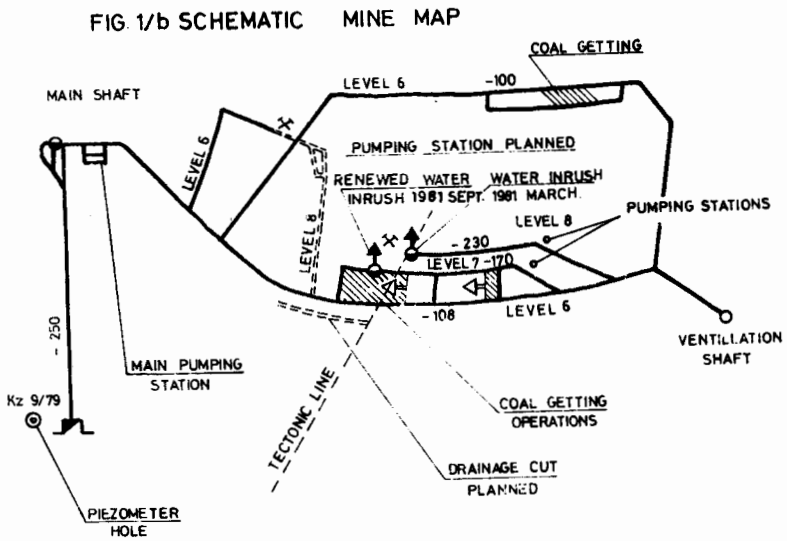 FIG. 1/b SCHEMATIC MINE MAP
COAL GETTING
LEVEL 6
-100
MAIN SHAFT
PUMPING STATION PLANNED
LEVEL 6
RENEWED WATER
INRUSH 1981 SEPT.
WATER INRUSH
1981 MARCH.
LEVEL 8
LEVEL 8
PUMPING STATIONS
-230
LEVEL 7 -170
-108
LEVEL 6
- 250
VENTILLATION
SHAFT
MAIN PUMPING
STATION
TECTONIC LINE
Kz 9/79
COAL GETTING
OPERATIONS
DRAINAGE CUT
PLANNED
PIEZOMETER
HOLE